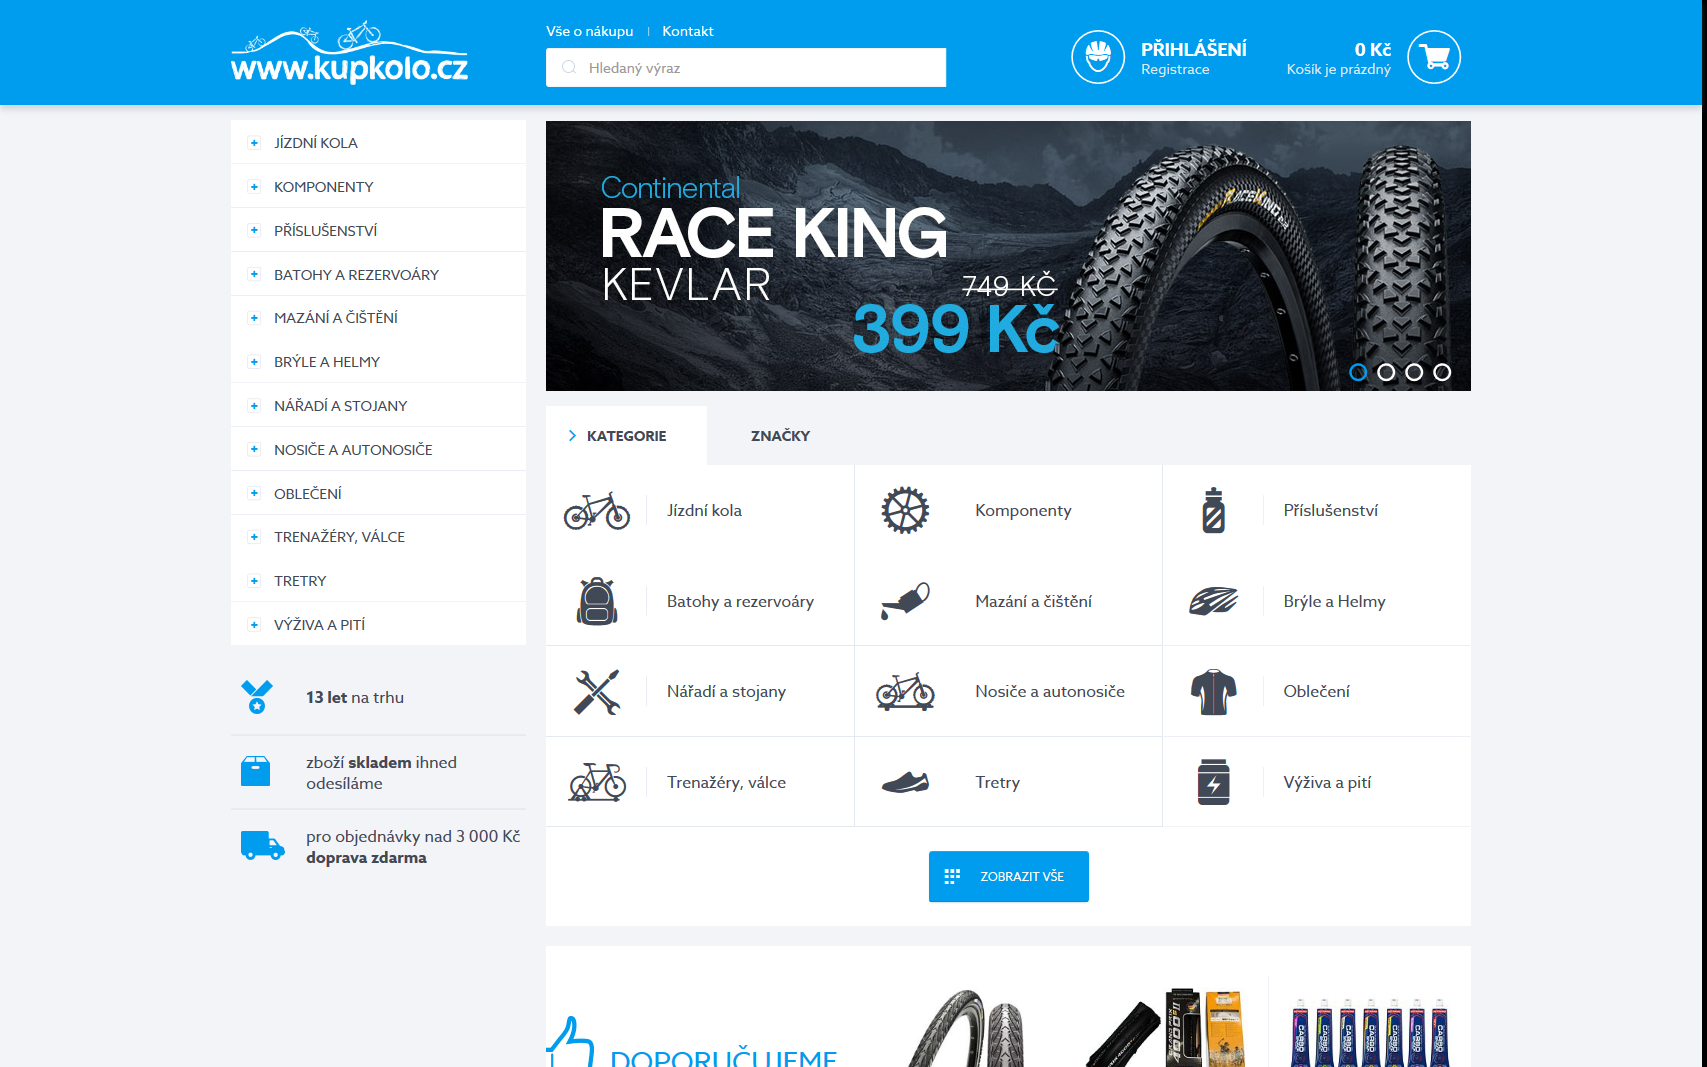 www.kupkolo.cz
Vše o nákupu
Kontakt
Hledaný výraz
PŘIHLÁŠENÍ
Registrace
0 Kč
Košík je prázdný
JÍZDNÍ KOLA
KOMPONENTY
PŘÍSLUŠENSTVÍ
BATOHY A REZERVOÁRY
MAZÁNÍ A ČIŠTĚNÍ
BRÝLE A HELMY
NÁŘADÍ A STOJANY
NOSIČE A AUTONOSIČE
OBLEČENÍ
TRENAŽÉRY, VÁLCE
TRETRY
VÝŽIVA A PITÍ
13 let na trhu
zboží skladem ihned
odesíláme
pro objednávky nad 3 000 Kč
doprava zdarma
Continental
RACE KING
KEVLAR
749 KČ
399 Kč
RACE KING
KATEGORIE
ZNAČKY
Jízdní kola
Komponenty
Příslušenství
Batohy a rezervoáry
Mazání a čištění
Brýle a Helmy
Nářadí a stojany
Nosiče a autonosiče
Oblečení
Trenažéry, válce
Tretry
Výživa a pití
ZOBRAZIT VŠE
DOPORUČUJEME